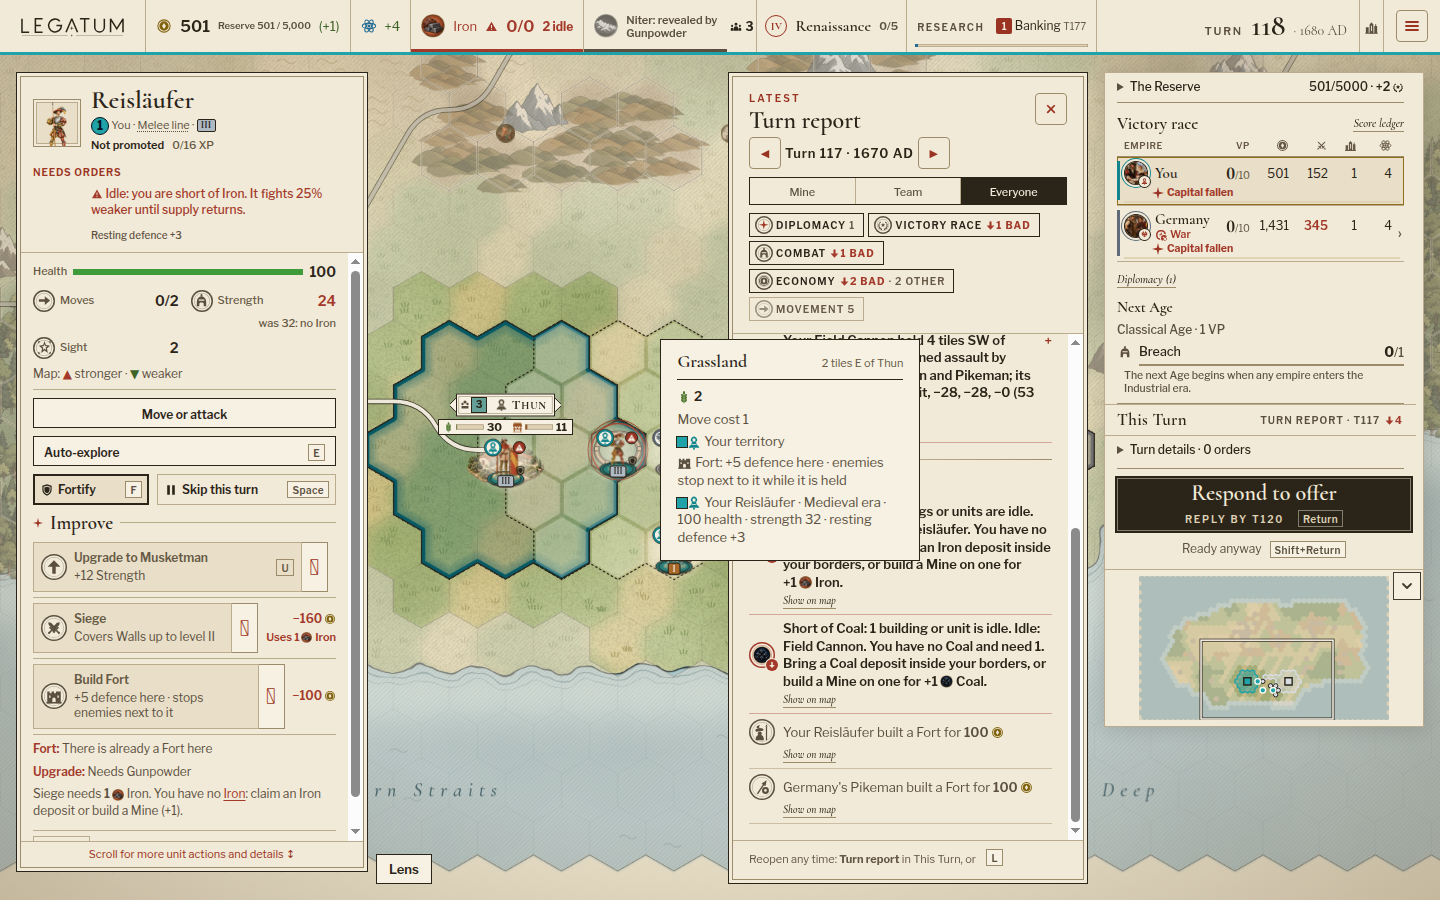 LEGATUM
501 Reserve 501 / 5,000 (+1)
+4
Iron 0/0 2 idle
Niter: revealed by Gunpowder
3
IV Renaissance 0/5
RESEARCH 1 Banking T177
TURN 118 · 1680 AD
Reisläufer
1 You · Melee line · III
Not promoted 0/16 XP
NEEDS ORDERS
Idle: you are short of Iron. It fights 25%
weaker until supply returns.
Resting defence +3
Health 100
Moves 0/2 Strength 24
was 32: no Iron
Sight 2
Map: ▲ stronger · ▼ weaker
Move or attack
Auto-explore E
Fortify F Skip this turn Space
Improve
Upgrade to Musketman
+12 Strength U
Siege
Covers Walls up to level II
−160
Uses 1 Iron
Build Fort
+5 defence here · stops
enemies next to it
−100
Fort: There is already a Fort here
Upgrade: Needs Gunpowder
Siege needs 1 Iron. You have no Iron: claim an Iron
deposit or build a Mine (+1).
Scroll for more unit actions and details ↕
3 THUN
30 11
III
III
I
rn Straits
Lens
LATEST
Turn report
×
◄ Turn 117 · 1670 AD ►
Mine Team Everyone
DIPLOMACY 1 VICTORY RACE 1 BAD
COMBAT 1 BAD
ECONOMY 2 BAD · 2 OTHER
MOVEMENT 5
4 tiles SW of +
ned assault by
n and Pikeman; its
it, −28, −28, −0 (53
Grassland 2 tiles E of Thun
2
Move cost 1
Your territory
Fort: +5 defence here · enemies
stop next to it while it is held
Your Reisläufer · Medieval era ·
100 health · strength 32 · resting
defence +3
gs or units are idle.
eisläufer. You have no
an Iron deposit inside
your borders, or build a Mine on one for
+1 Iron.
Show on map
Short of Coal: 1 building or unit is idle. Idle:
Field Cannon. You have no Coal and need 1.
Bring a Coal deposit inside your borders, or
build a Mine on one for +1 Coal.
Show on map
Your Reisläufer built a Fort for 100
Show on map
Germany's Pikeman built a Fort for 100
Show on map
Reopen any time: Turn report in This Turn, or L
The Reserve 501/5000 · +2
Victory race Score ledger
EMPIRE VP
You 0/10 501 152 1 4
Capital fallen
Germany 0/10 1,431 345 1 4 ›
War
Capital fallen
Diplomacy (1)
Next Age
Classical Age · 1 VP
Breach 0/1
The next Age begins when any empire enters the
Industrial era.
This Turn TURN REPORT · T117 4
Turn details · 0 orders
Respond to offer
REPLY BY T120 Return
Ready anyway Shift+Return
Deep